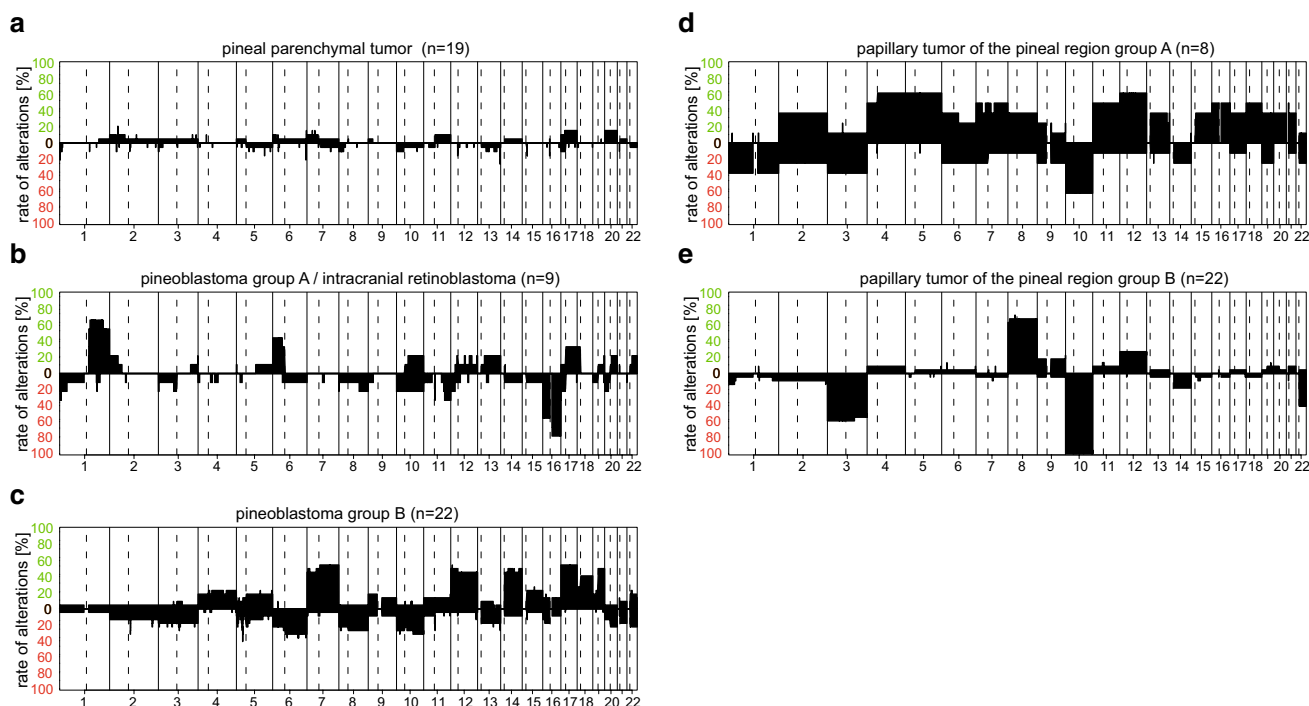 a
pineal parenchymal tumor (n=19)
rate of alterations [%]
100
80
60
40
20
0
20
40
60
80
100
1 2 3 4 5 6 7 8 9 10 11 12 13 14 15 16 17 18 20 22
b
pineoblastoma group A / intracranial retinoblastoma (n=9)
rate of alterations [%]
100
80
60
40
20
0
20
40
60
80
100
1 2 3 4 5 6 7 8 9 10 11 12 13 14 15 16 17 18 20 22
c
pineoblastoma group B (n=22)
rate of alterations [%]
100
80
60
40
20
0
20
40
60
80
100
1 2 3 4 5 6 7 8 9 10 11 12 13 14 15 16 17 18 20 22
d
papillary tumor of the pineal region group A (n=8)
rate of alterations [%]
100
80
60
40
20
0
20
40
60
80
100
1 2 3 4 5 6 7 8 9 10 11 12 13 14 15 16 17 18 20 22
e
papillary tumor of the pineal region group B (n=22)
rate of alterations [%]
100
80
60
40
20
0
20
40
60
80
100
1 2 3 4 5 6 7 8 9 10 11 12 13 14 15 16 17 18 20 22